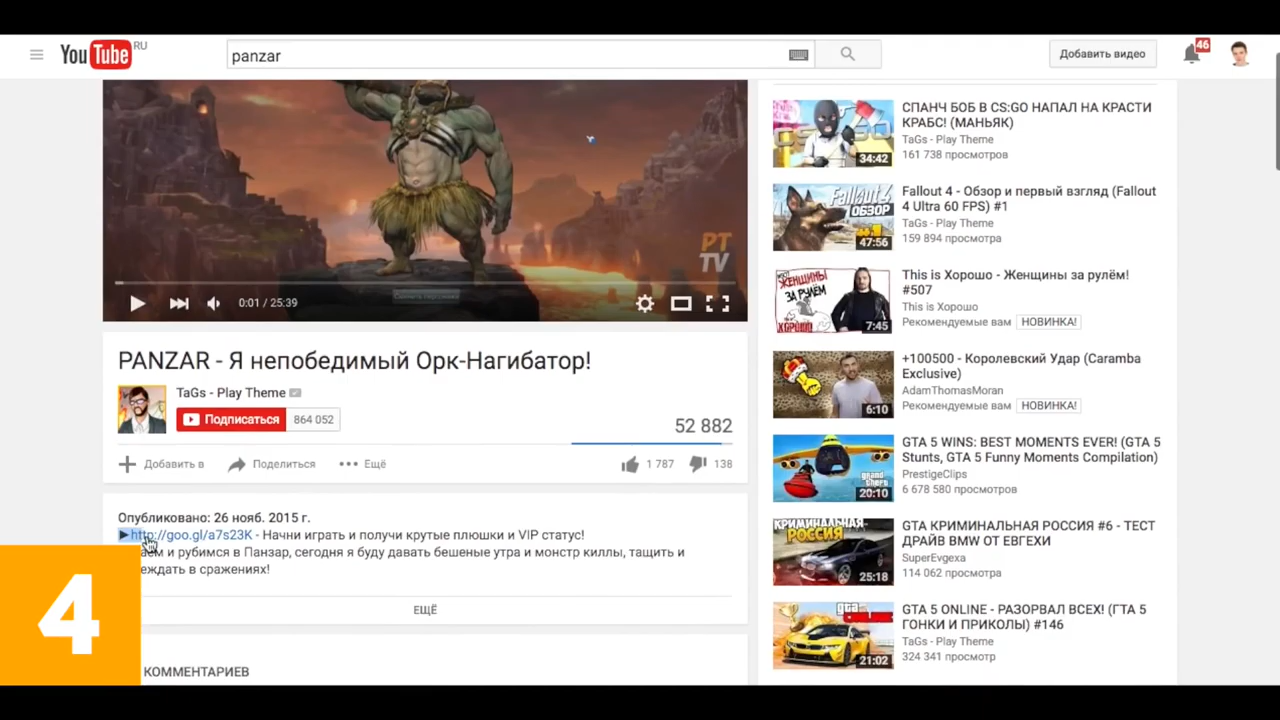 YouTube RU
panzar
Добавить видео
46
PT
TV
0:01 / 25:39
PANZAR - Я непобедимый Орк-Нагибатор!
TaGs - Play Theme
Подписаться 864 052
52 882
Добавить в Поделиться Ещё
1 787 138
Опубликовано: 26 нояб. 2015 г.
►http://goo.gl/a7s23K - Начни играть и получи крутые плюшки и VIP статус!
и рубимся в Панзар, сегодня я буду давать бешеные утра и монстр киллы, тащить и
в сражениях!
ЕЩЁ
КОММЕНТАРИЕВ
4
34:42
СПАНЧ БОБ В CS:GO НАПАЛ НА КРАСТИ
КРАБС! (МАНЬЯК)
TaGs - Play Theme
161 738 просмотров
Fallout 4
ОБЗОР
#1
47:56
Fallout 4 - Обзор и первый взгляд (Fallout
4 Ultra 60 FPS) #1
TaGs - Play Theme
159 894 просмотра
ЖЕНЩИНЫ
ЗА РУЛЁМ
7:45
This is Хорошо - Женщины за рулём!
#507
This is Хорошо
Рекомендуемые вам НОВИНКА!
6:10
+100500 - Королевский Удар (Caramba
Exclusive)
AdamThomasMoran
Рекомендуемые вам НОВИНКА!
20:10
GTA 5 WINS: BEST MOMENTS EVER! (GTA 5
Stunts, GTA 5 Funny Moments Compilation)
PrestigeClips
6 678 580 просмотров
КРИМИНАЛЬНАЯ
РОССИЯ
25:18
GTA КРИМИНАЛЬНАЯ РОССИЯ #6 - ТЕСТ
ДРАЙВ BMW ОТ ЕВГЕХИ
SuperEvgexa
114 062 просмотра
21:02
GTA 5 ONLINE - РАЗОРВАЛ ВСЕХ! (ГТА 5
ГОНКИ И ПРИКОЛЫ) #146
TaGs - Play Theme
324 341 просмотр